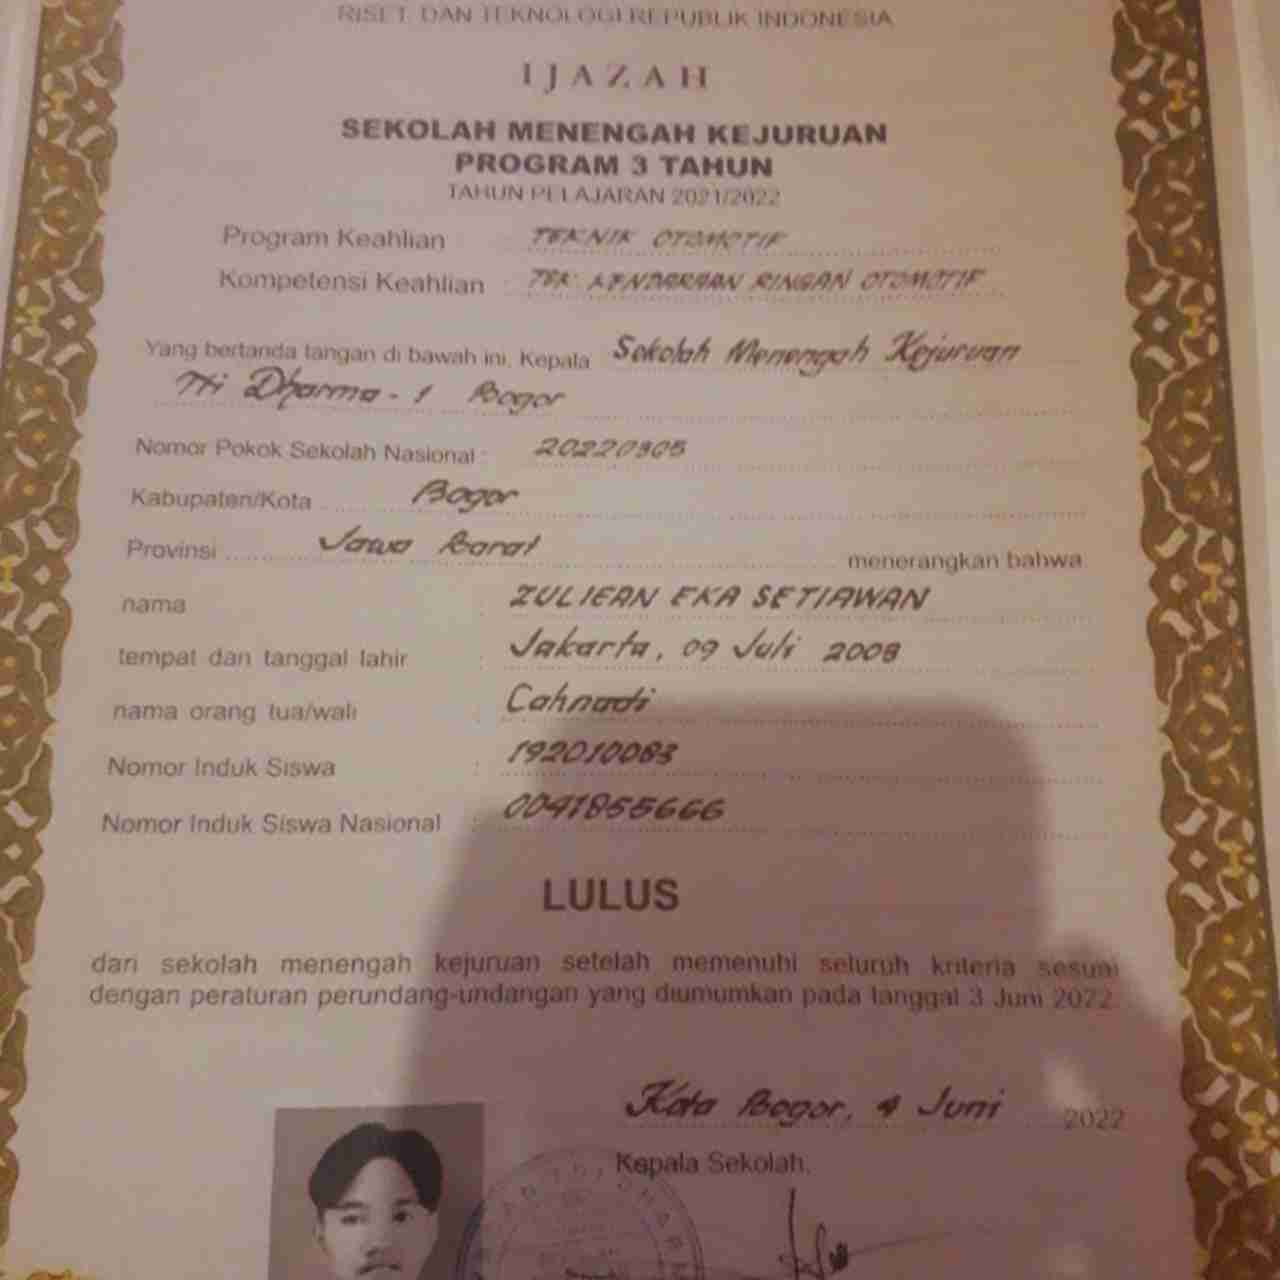 RISET, DAN TEKNOLOGI REPUBLIK INDONESIA
IJAZAH
SEKOLAH MENENGAH KEJURUAN
PROGRAM 3 TAHUN
TAHUN PELAJARAN 2021/2022
Program Keahlian : TEKNIK OTOMOTIF
Kompetensi Keahlian : TEK. KENDARAAN RINGAN OTOMOTIF
Yang bertanda tangan di bawah ini, Kepala Sekolah Menengah Kejuruan
Tri Dharma - 1 Bogor
Nomor Pokok Sekolah Nasional : 20220305
Kabupaten/Kota Bogor
Provinsi Jawa Barat menerangkan bahwa
nama : ZULIEAN EKA SETIAWAN
tempat dan tanggal lahir : Jakarta, 09 Juli 2008
nama orang tua/wali : Cahnadi
Nomor Induk Siswa : 192010083
Nomor Induk Siswa Nasional : 0041855666
LULUS
dari sekolah menengah kejuruan setelah memenuhi seluruh kriteria sesuai
dengan peraturan perundang-undangan yang diumumkan pada tanggal 3 Juni 2022.
Kota Bogor, 4 Juni 2022
Kepala Sekolah,